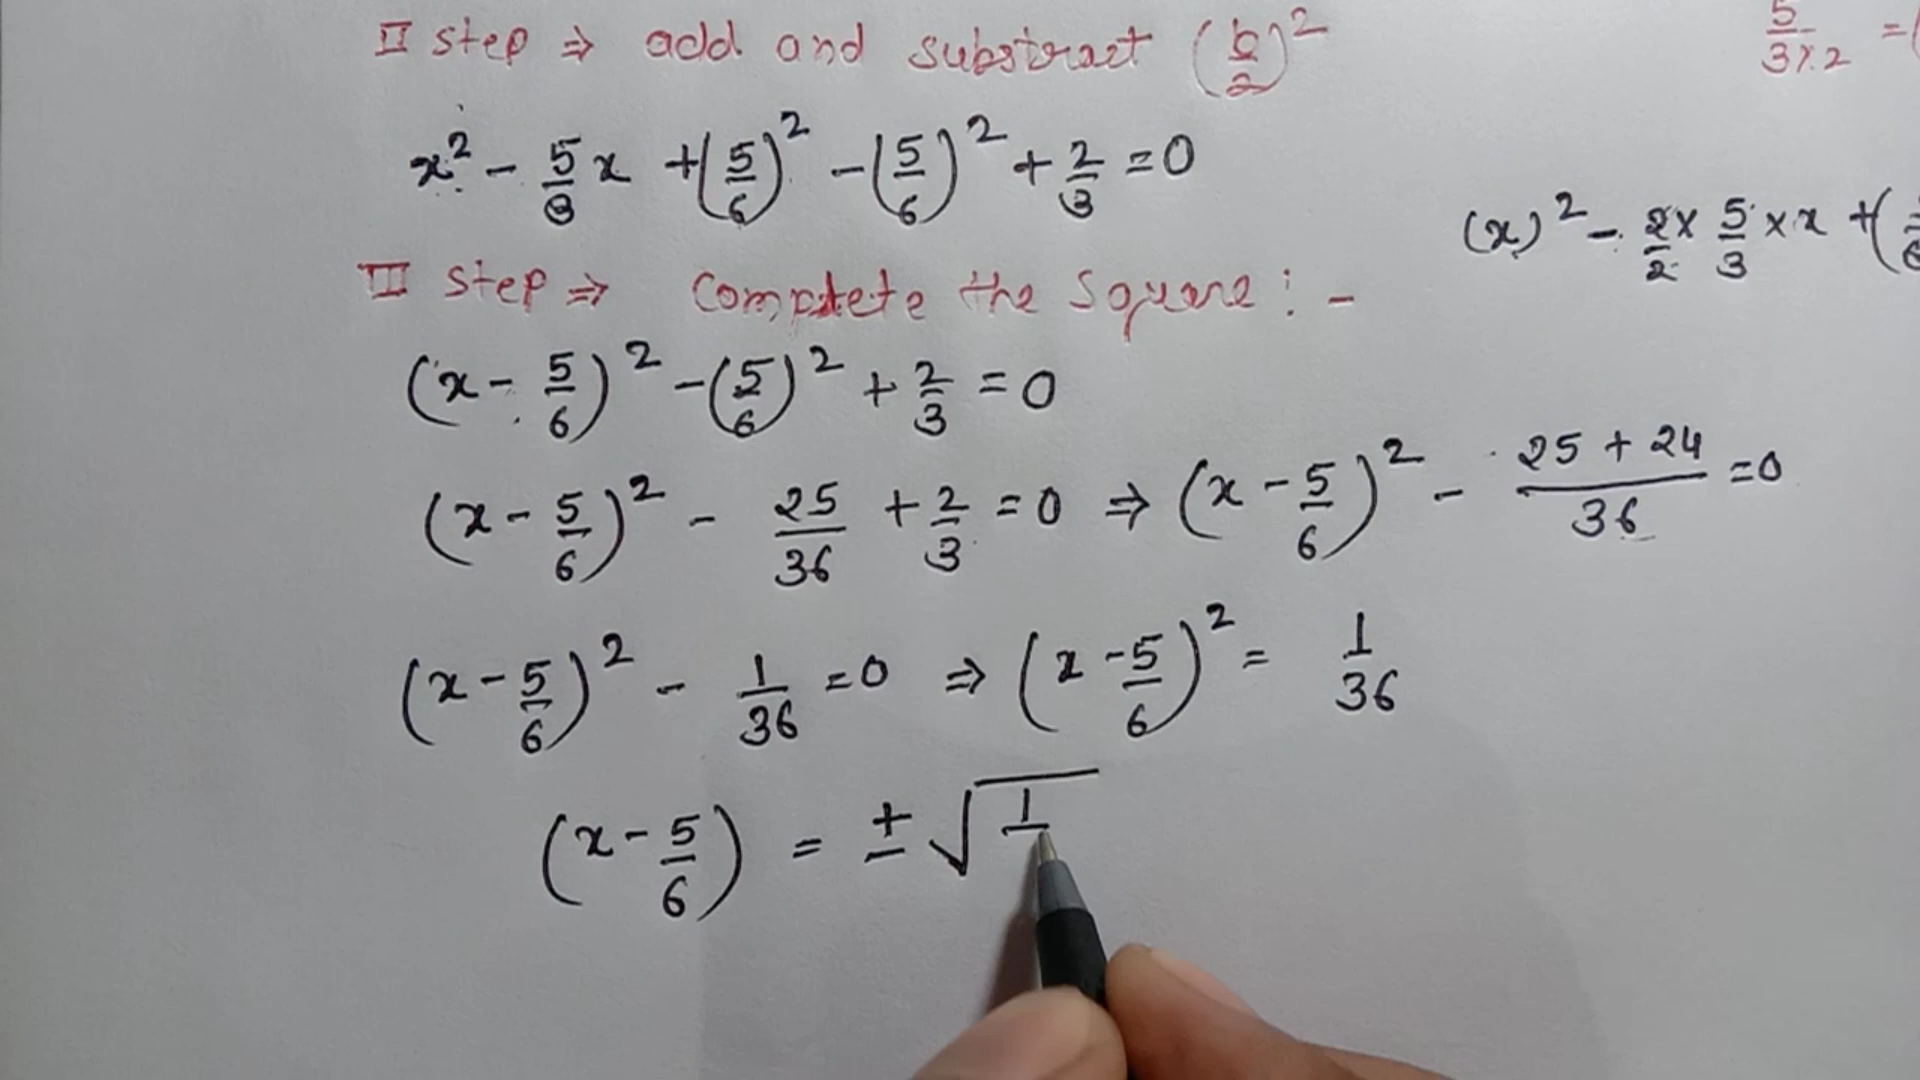 II step ⇒ add and substract (b/2)²
5/3×2 = (
x² - 5/3 x + (5/6)² - (5/6)² + 2/3 = 0
(x)² - 2/2 × 5/3 × x + (
III step ⇒ Complete the Square : -
(x - 5/6)² - (5/6)² + 2/3 = 0
(x - 5/6)² - 25/36 + 2/3 = 0 ⇒ (x - 5/6)² - 25 + 24/36 = 0
(x - 5/6)² - 1/36 = 0 ⇒ (x - 5/6)² = 1/36
(x - 5/6) = ± √1